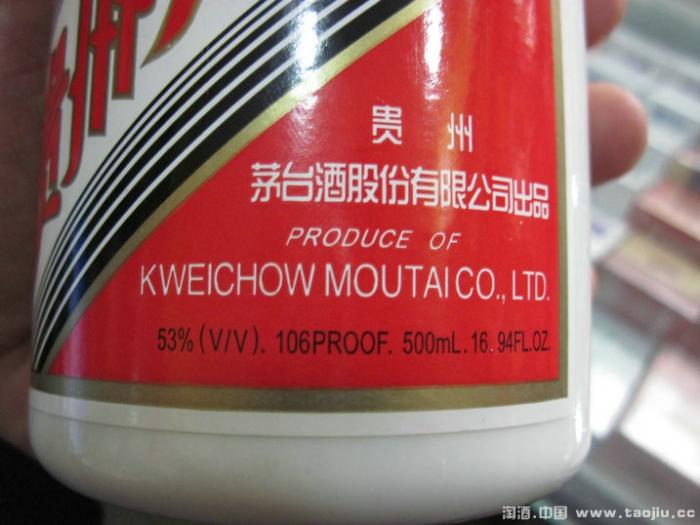 贵州
茅台酒股份有限公司出品
PRODUCE OF
KWEICHOW MOUTAI CO., LTD.
53% (V/V). 106PROOF. 500mL. 16. 94FL.OZ.
淘酒.中国 www.taojiu.cc